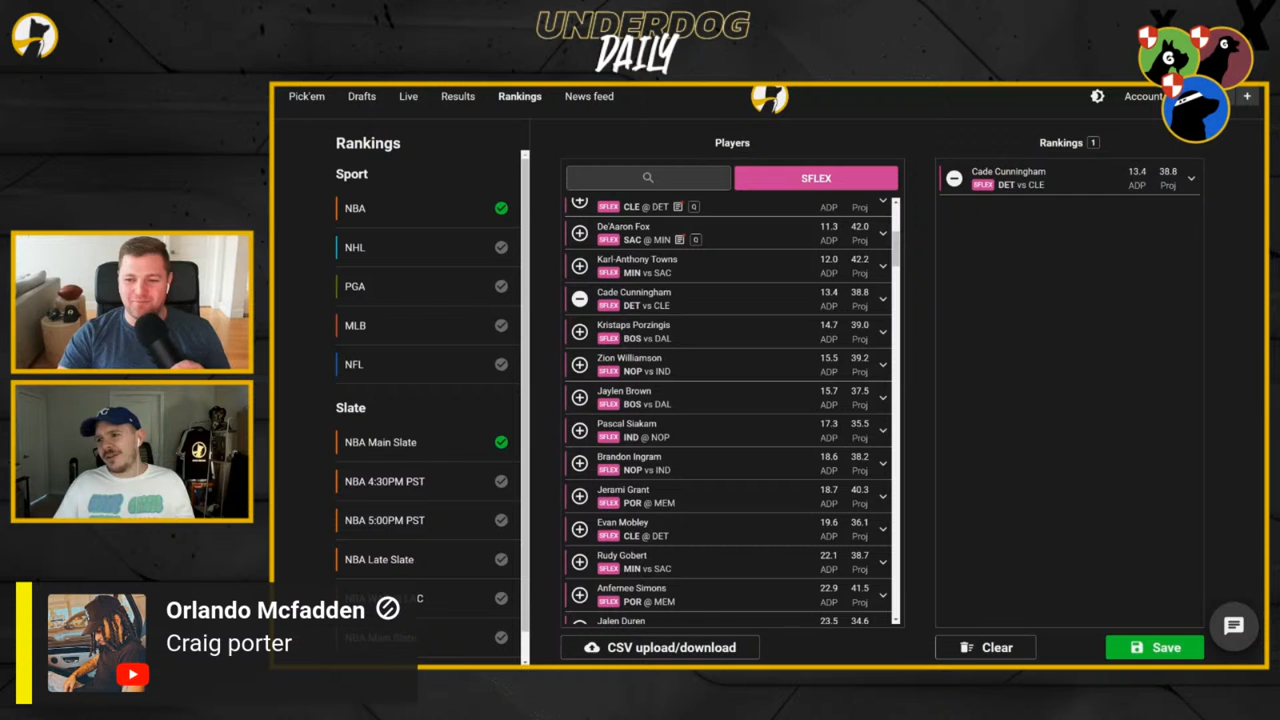 UNDERDOG
DAILY
Pick'em Drafts Live Results Rankings News feed Account +
Rankings
Sport
NBA
NHL
PGA
MLB
NFL
Slate
NBA Main Slate
NBA 4:30PM PST
NBA 5:00PM PST
NBA Late Slate
Players
SFLEX
SFLEX CLE @ DET Q ADP Proj
De'Aaron Fox 11.3 42.0
SFLEX SAC @ MIN Q ADP Proj
Karl-Anthony Towns 12.0 42.2
SFLEX MIN vs SAC ADP Proj
Cade Cunningham 13.4 38.8
SFLEX DET vs CLE ADP Proj
Kristaps Porzingis 14.7 39.0
SFLEX BOS vs DAL ADP Proj
Zion Williamson 15.5 39.2
SFLEX NOP vs IND ADP Proj
Jaylen Brown 15.7 37.5
SFLEX BOS vs DAL ADP Proj
Pascal Siakam 17.3 35.5
SFLEX IND @ NOP ADP Proj
Brandon Ingram 18.6 38.2
SFLEX NOP vs IND ADP Proj
Jerami Grant 18.7 40.3
SFLEX POR @ MEM ADP Proj
Evan Mobley 19.6 36.1
SFLEX CLE @ DET ADP Proj
Rudy Gobert 22.1 38.7
SFLEX MIN vs SAC ADP Proj
Anfernee Simons 22.9 41.5
SFLEX POR @ MEM ADP Proj
Jalen Duren 23.5 34.6
CSV upload/download
Rankings 1
Cade Cunningham 13.4 38.8
SFLEX DET vs CLE ADP Proj
Clear Save
Orlando Mcfadden
Craig porter